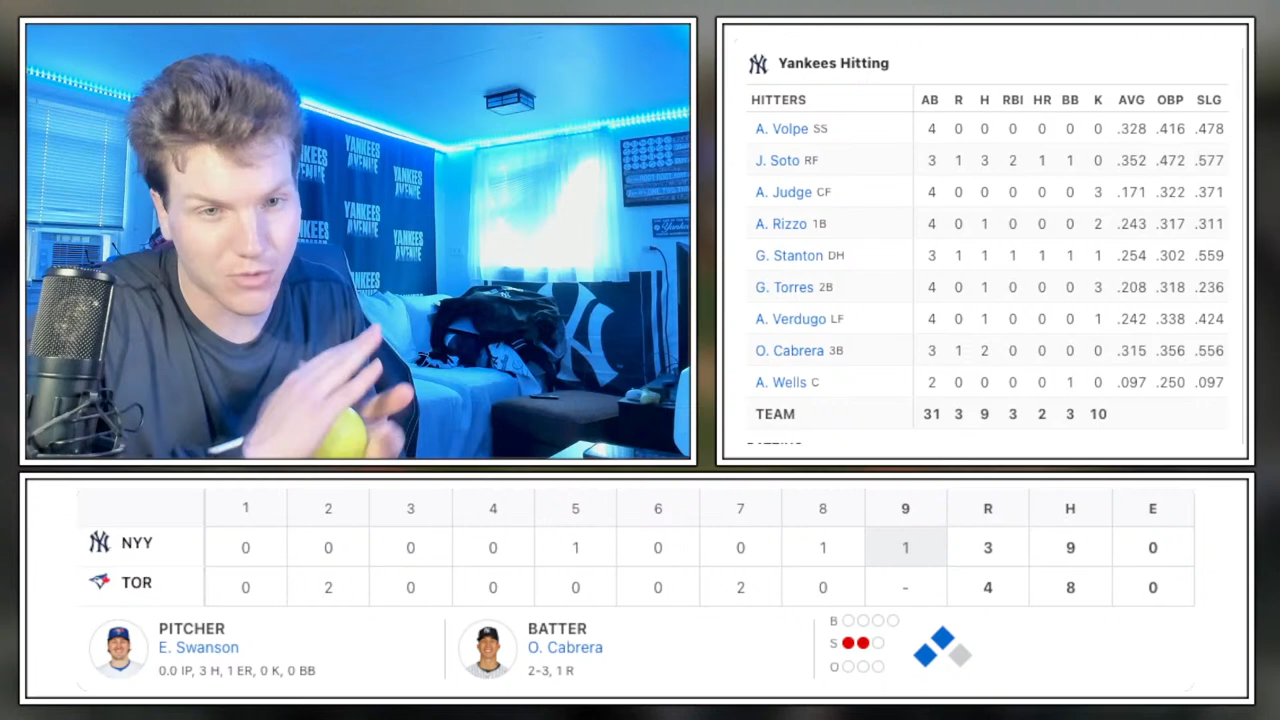 YANKEES
AVENUE
YANKEES
AVENUE
YANKEES
AVENUE
YANKEES
AVENUE
Yankees
Yankees Hitting
HITTERS AB R H RBI HR BB K AVG OBP SLG
A. Volpe SS 4 0 0 0 0 0 0 .328 .416 .478
J. Soto RF 3 1 3 2 1 1 0 .352 .472 .577
A. Judge CF 4 0 0 0 0 0 3 .171 .322 .371
A. Rizzo 1B 4 0 1 0 0 0 2 .243 .317 .311
G. Stanton DH 3 1 1 1 1 1 1 .254 .302 .559
G. Torres 2B 4 0 1 0 0 0 3 .208 .318 .236
A. Verdugo LF 4 0 1 0 0 0 1 .242 .338 .424
O. Cabrera 3B 3 1 2 0 0 0 0 .315 .356 .556
A. Wells C 2 0 0 0 0 1 0 .097 .250 .097
TEAM 31 3 9 3 2 3 10
1 2 3 4 5 6 7 8 9 R H E
NYY 0 0 0 0 1 0 0 1 1 3 9 0
TOR 0 2 0 0 0 0 2 0 - 4 8 0
PITCHER
E. Swanson
0.0 IP, 3 H, 1 ER, 0 K, 0 BB
BATTER
O. Cabrera
2-3, 1 R
B
S
O